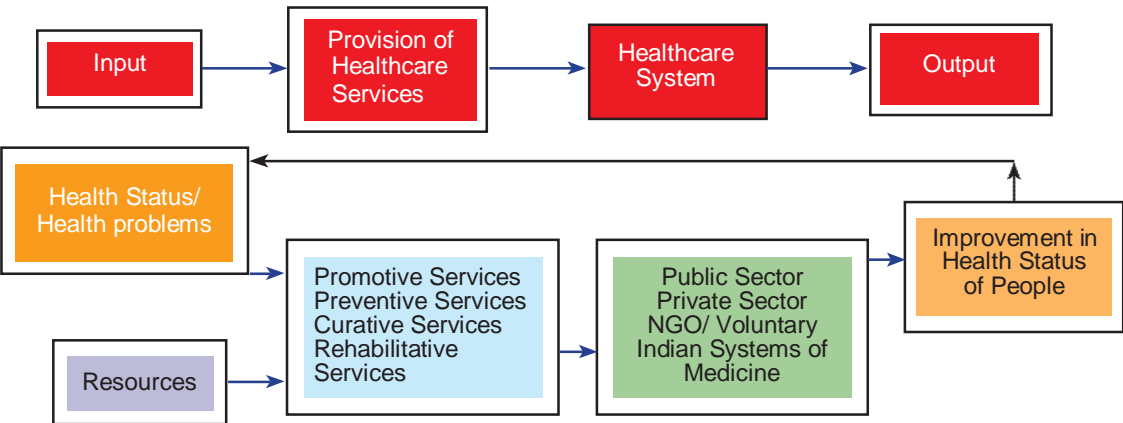 Input
Provision of
Healthcare
Services
Healthcare
System
Output
Health Status/
Health problems
Resources
Promotive Services
Preventive Services
Curative Services
Rehabilitative
Services
Public Sector
Private Sector
NGO/ Voluntary
Indian Systems of
Medicine
Improvement in
Health Status
of People